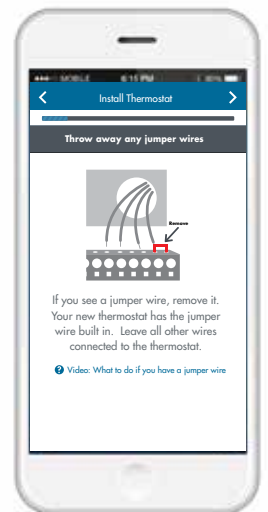 MOBILE 6:15 PM
Install Thermostat
Throw away any jumper wires
Remove
If you see a jumper wire, remove it.
Your new thermostat has the jumper
wire built in. Leave all other wires
connected to the thermostat.
Video: What to do if you have a jumper wire